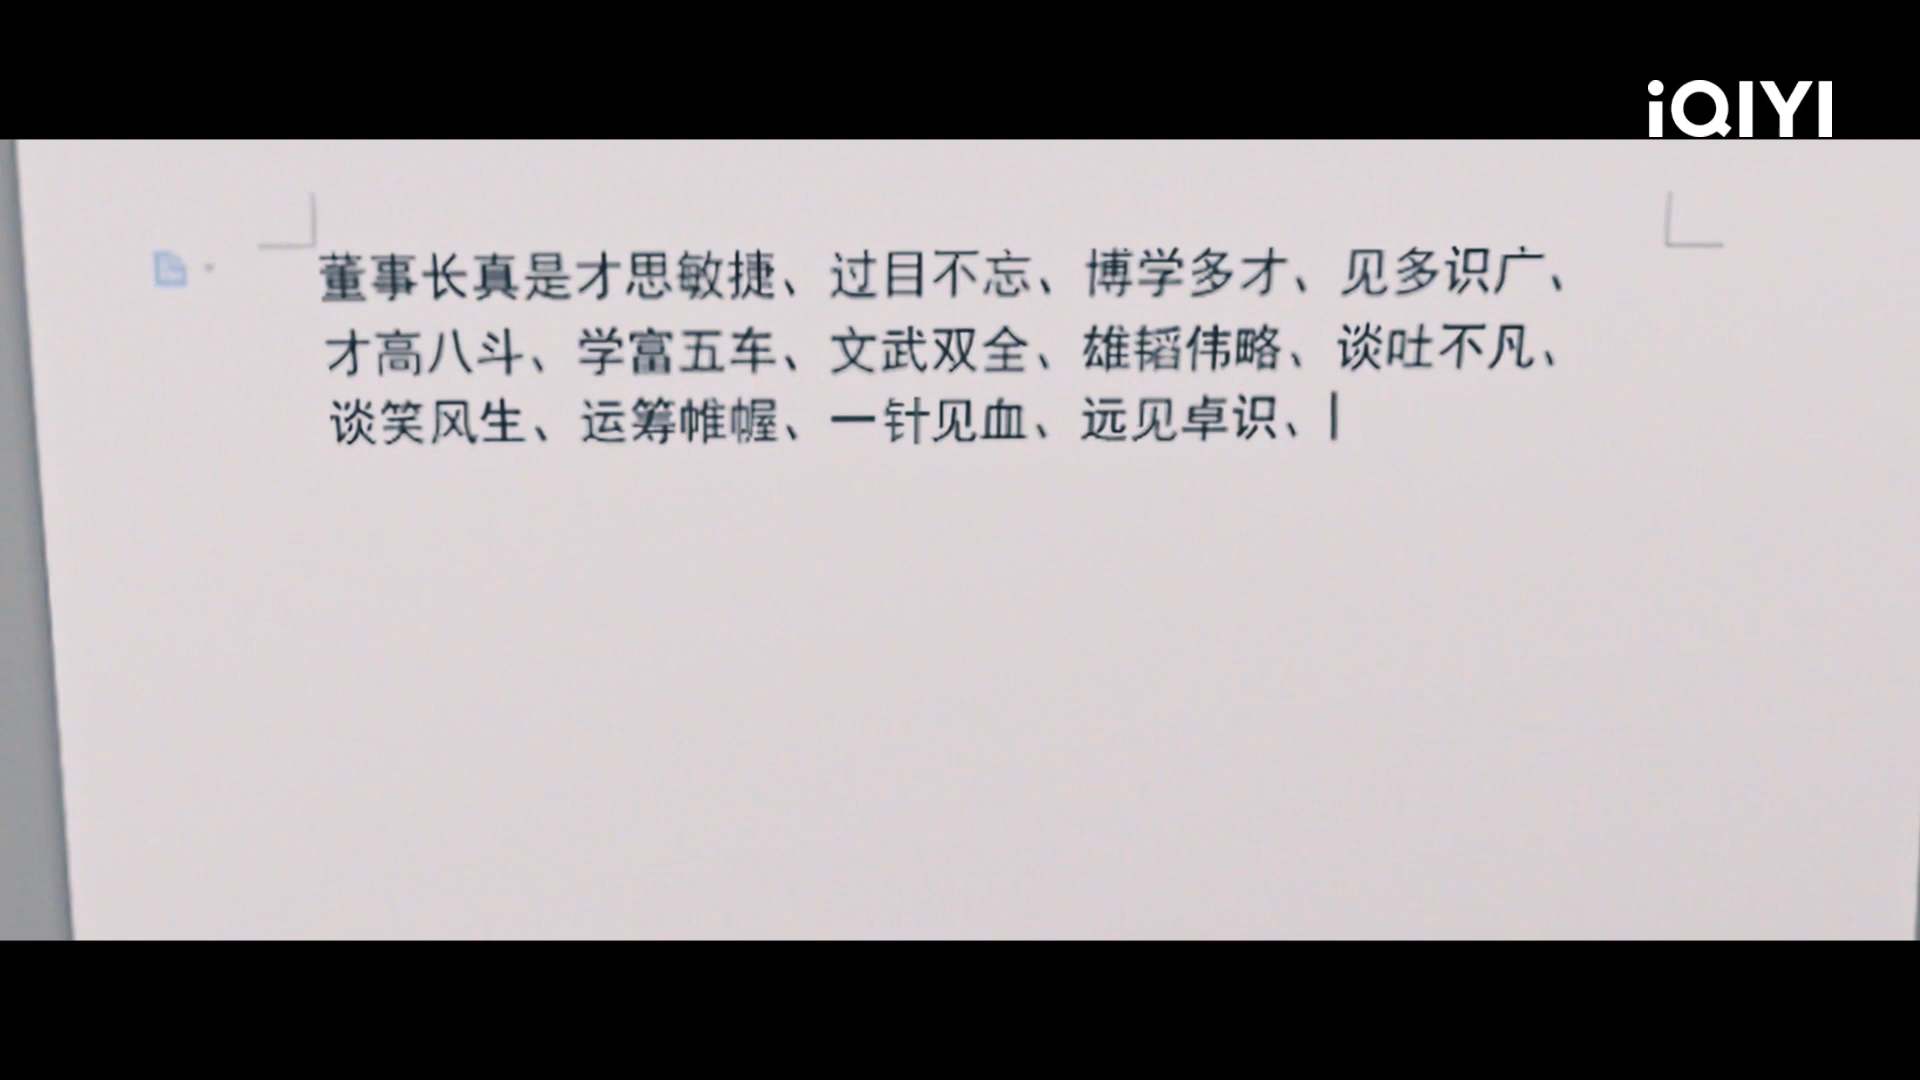 iQIYI
董事长真是才思敏捷、过目不忘、博学多才、见多识广、
才高八斗、学富五车、文武双全、雄韬伟略、谈吐不凡、
谈笑风生、运筹帷幄、一针见血、远见卓识、